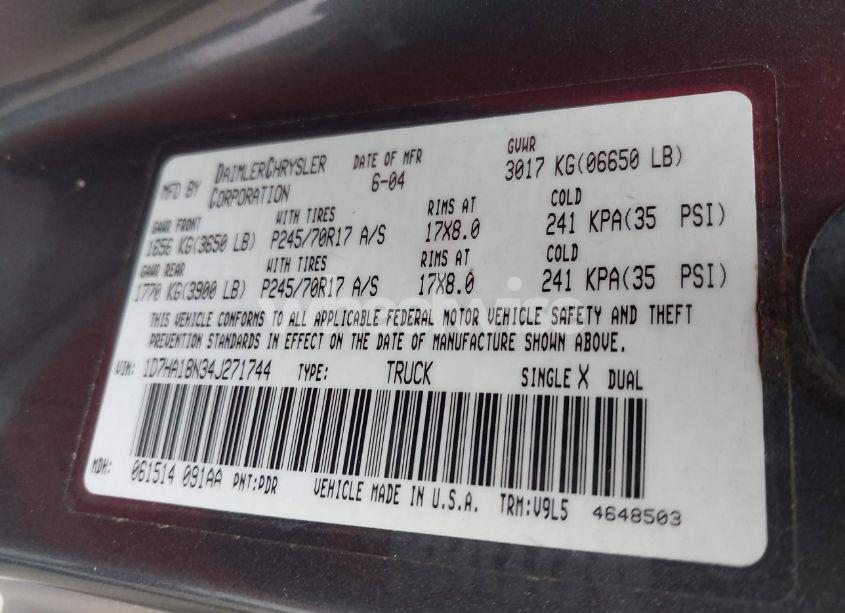 MFD BY DAIMLERCHRYSLER CORPORATION DATE OF MFR 6-04 GVWR 3017 KG(06650 LB)
GAWR FRONT WITH TIRES RIMS AT COLD
1656 KG(3650 LB) P245/70R17 A/S 17X8.0 241 KPA(35 PSI)
GAWR REAR WITH TIRES RIMS AT COLD
1770 KG(3900 LB) P245/70R17 A/S 17X8.0 241 KPA(35 PSI)
THIS VEHICLE CONFORMS TO ALL APPLICABLE FEDERAL MOTOR VEHICLE SAFETY AND THEFT
PREVENTION STANDARDS IN EFFECT ON THE DATE OF MANUFACTURE SHOWN ABOVE.
VIN: 1D7HA18N34J271744 TYPE: TRUCK SINGLE X DUAL
MDH: 061514 091AA PNT:PDR VEHICLE MADE IN U.S.A. TRM:V9L5 4648503